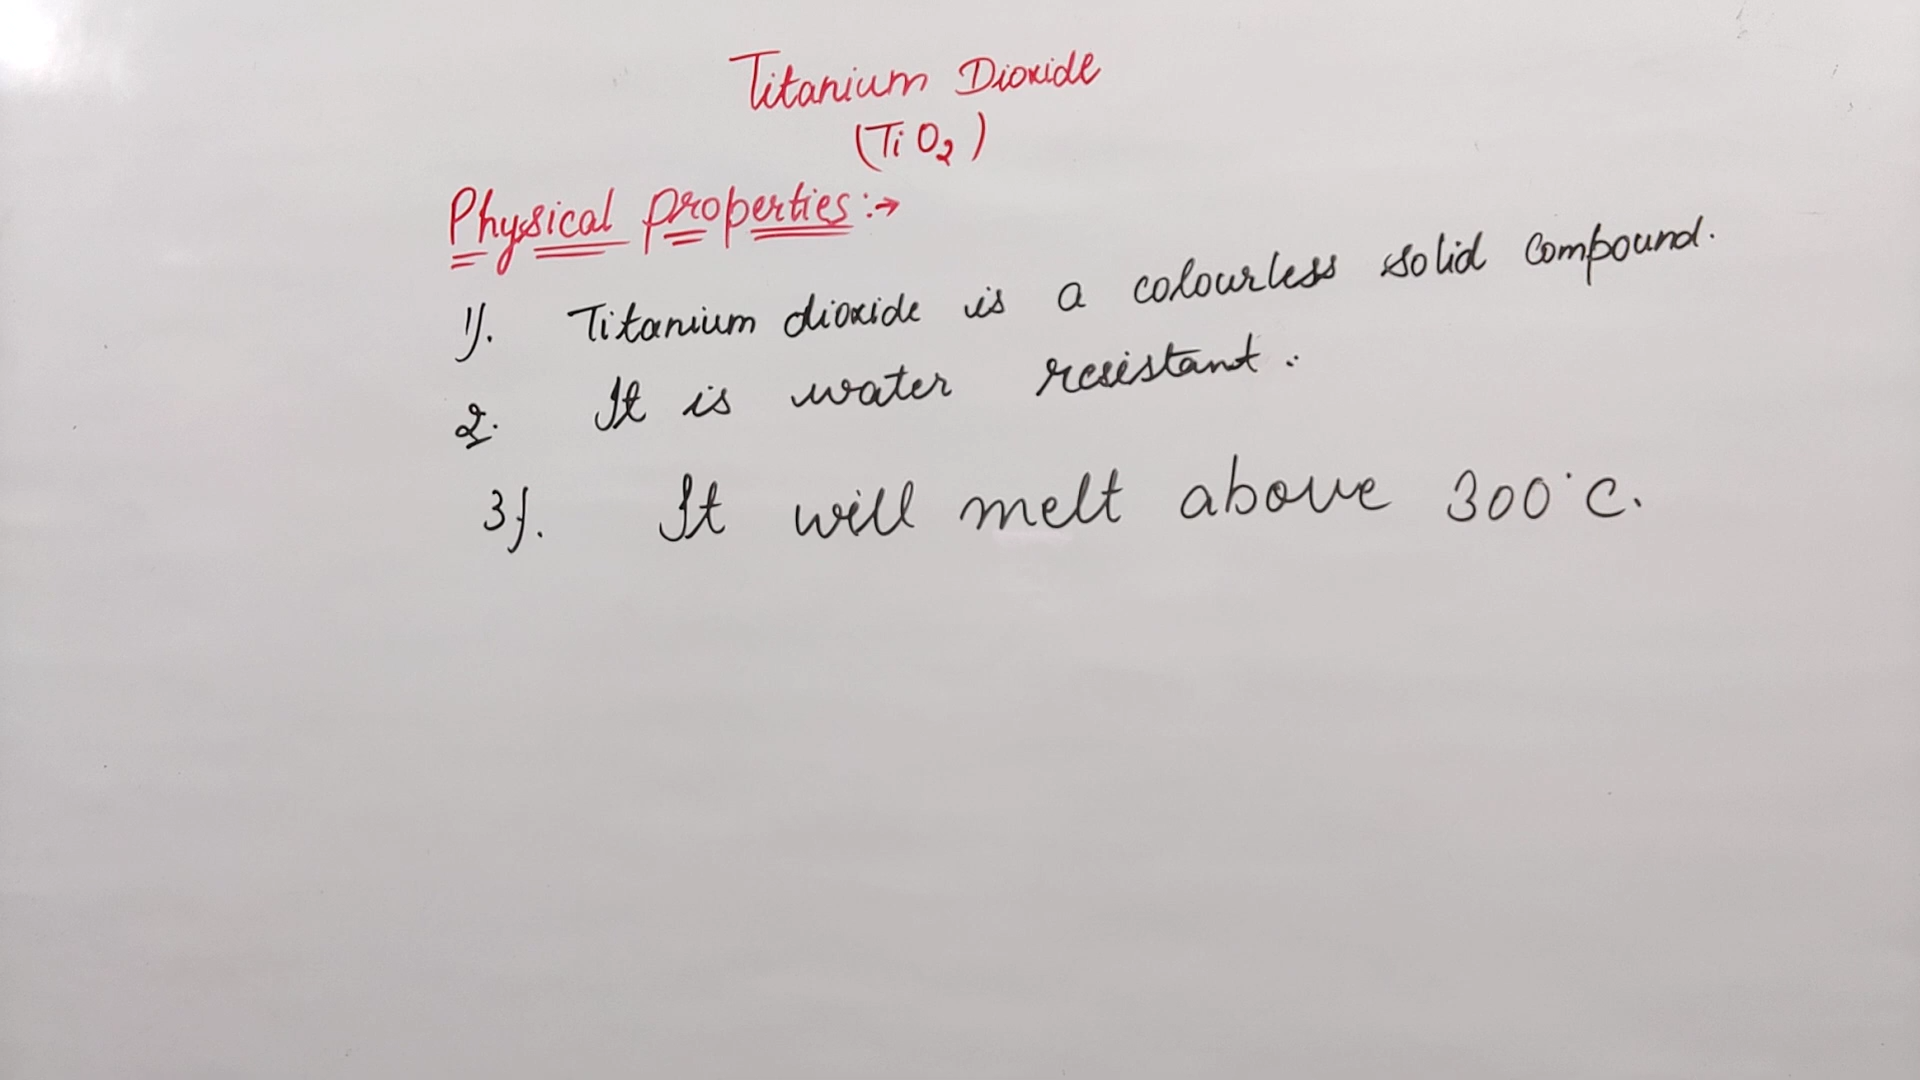 Titanium Dioxide
(TiO₂)
Physical properties:→
1). Titanium dioxide is a colourless solid compound.
2. It is water resistant.
3). It will melt above 300°C.